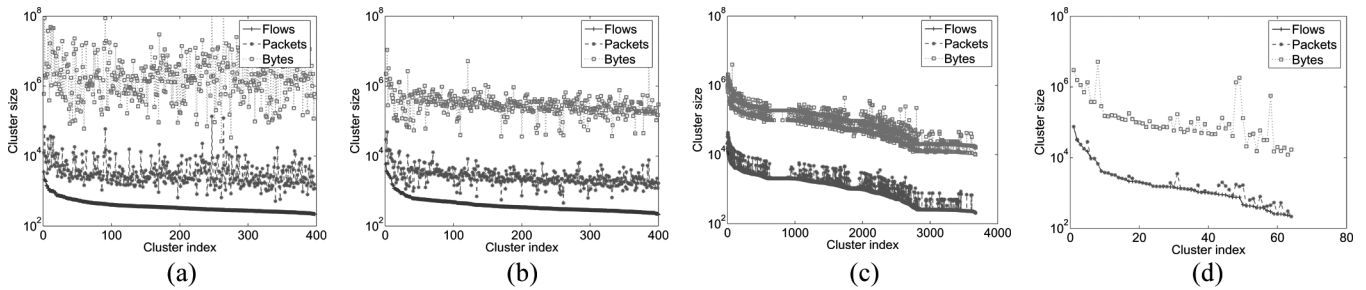 10^8
10^6
10^4
10^2
Cluster size
0
100
200
300
400
Cluster index
Flows
Packets
Bytes
(a)
10^8
10^6
10^4
10^2
Cluster size
0
100
200
300
400
Cluster index
Flows
Packets
Bytes
(b)
10^8
10^6
10^4
10^2
Cluster size
0
1000
2000
3000
4000
Cluster index
Flows
Packets
Bytes
(c)
10^8
10^6
10^4
10^2
Cluster size
0
20
40
60
80
Cluster index
Flows
Packets
Bytes
(d)